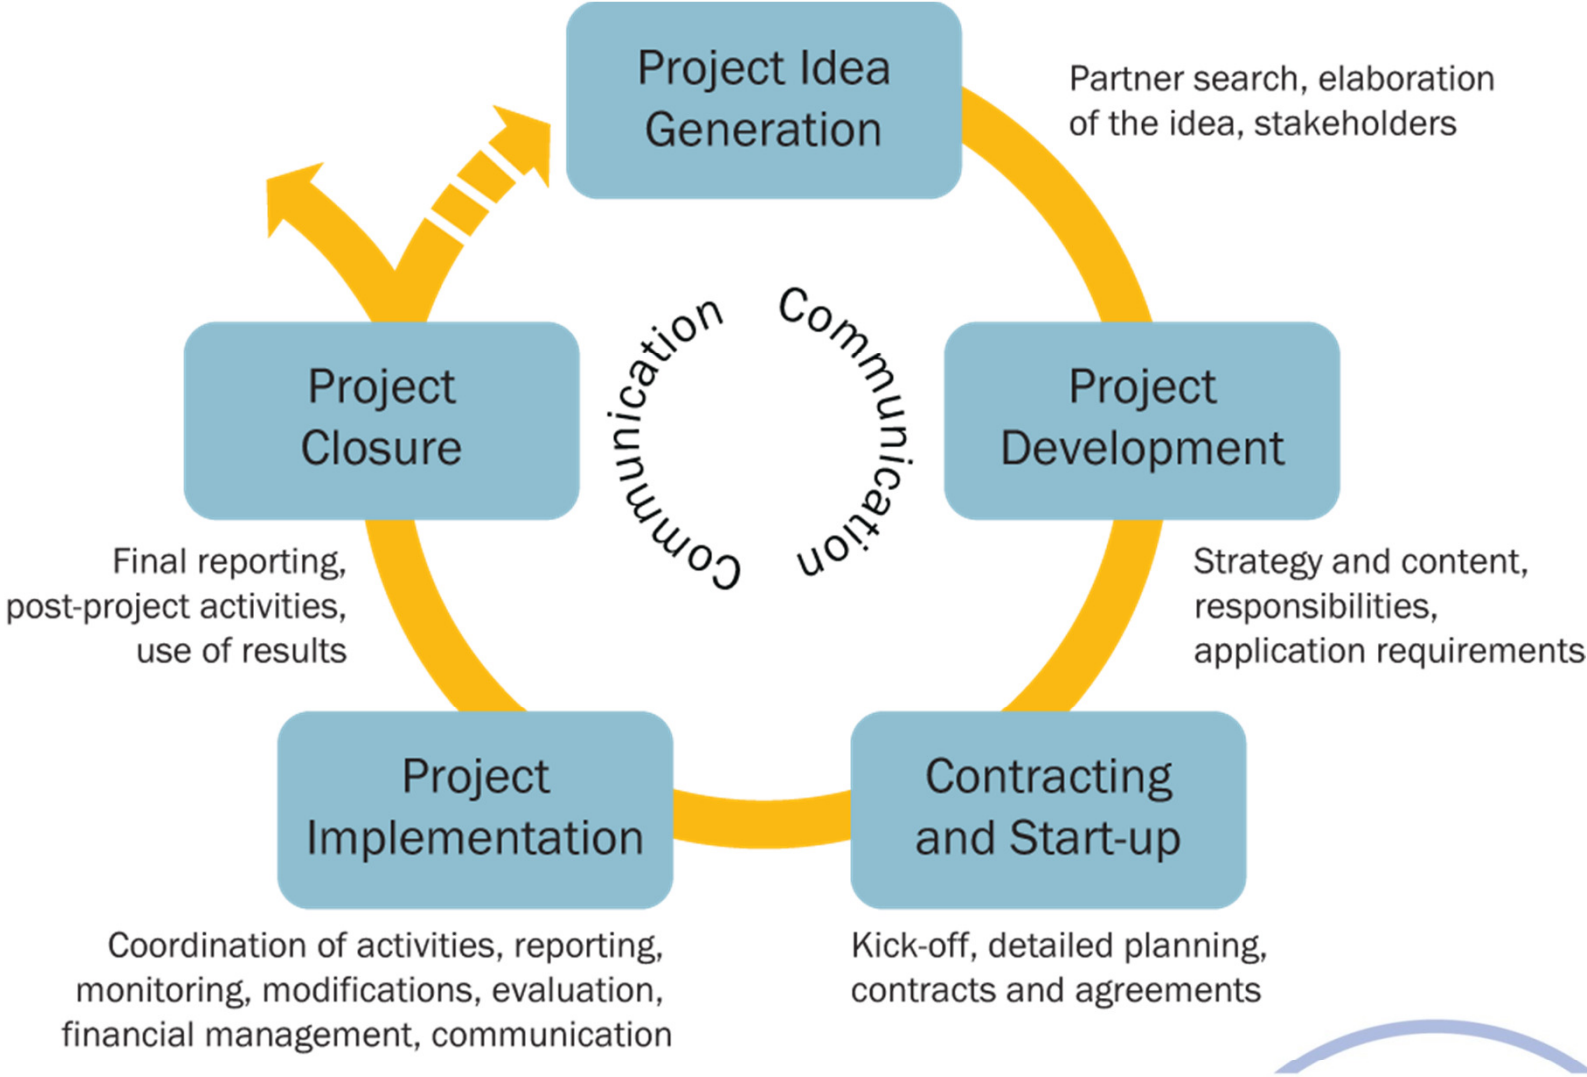 Project Idea
Generation
Partner search, elaboration
of the idea, stakeholders
Project
Development
Strategy and content,
responsibilities,
application requirements
Contracting
and Start-up
Kick-off, detailed planning,
contracts and agreements
Project
Implementation
Coordination of activities, reporting,
monitoring, modifications, evaluation,
financial management, communication
Project
Closure
Final reporting,
post-project activities,
use of results
Communication
Communication